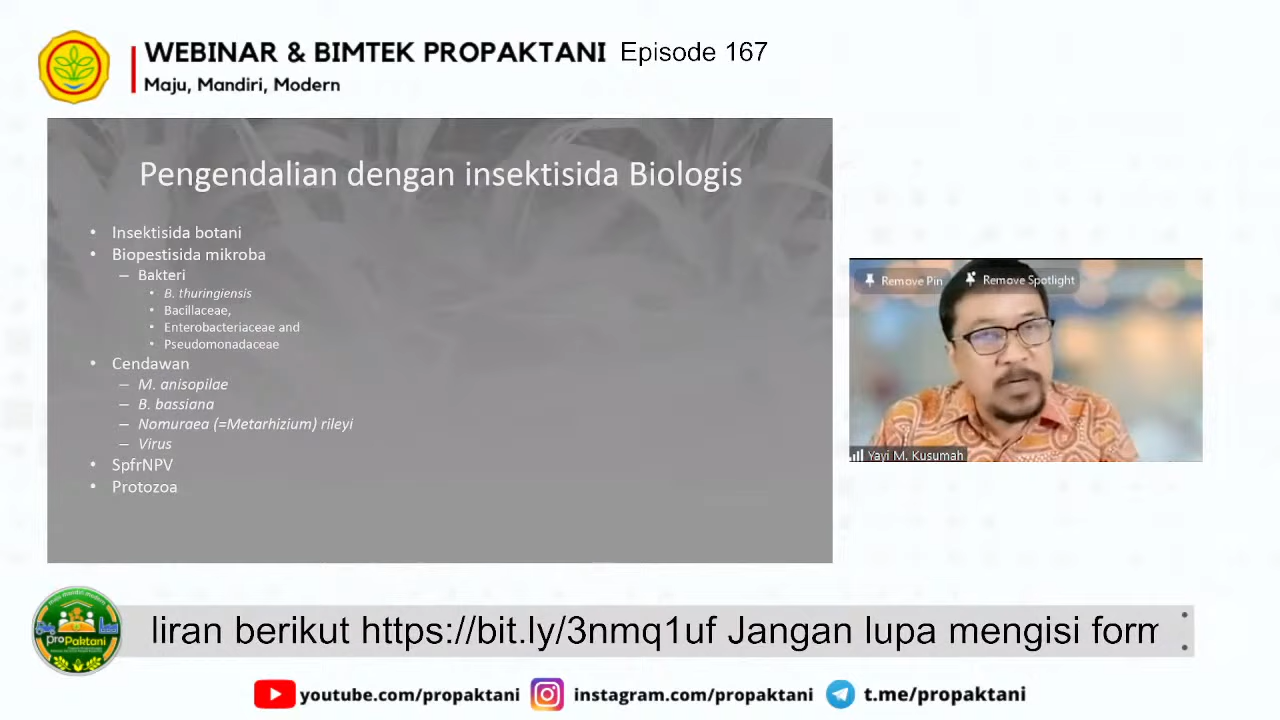 WEBINAR & BIMTEK PROPAKTANI Episode 167
Maju, Mandiri, Modern
Pengendalian dengan insektisida Biologis
• Insektisida botani
• Biopestisida mikroba
– Bakteri
• B. thuringiensis
• Bacillaceae,
• Enterobacteriaceae and
• Pseudomonadaceae
• Cendawan
– M. anisopilae
– B. bassiana
– Nomuraea (=Metarhizium) rileyi
– Virus
• SpfrNPV
• Protozoa
Remove Pin
Remove Spotlight
Yayi M. Kusumah
proPaktani
liran berikut https://bit.ly/3nmq1uf Jangan lupa mengisi form
youtube.com/propaktani
instagram.com/propaktani
t.me/propaktani